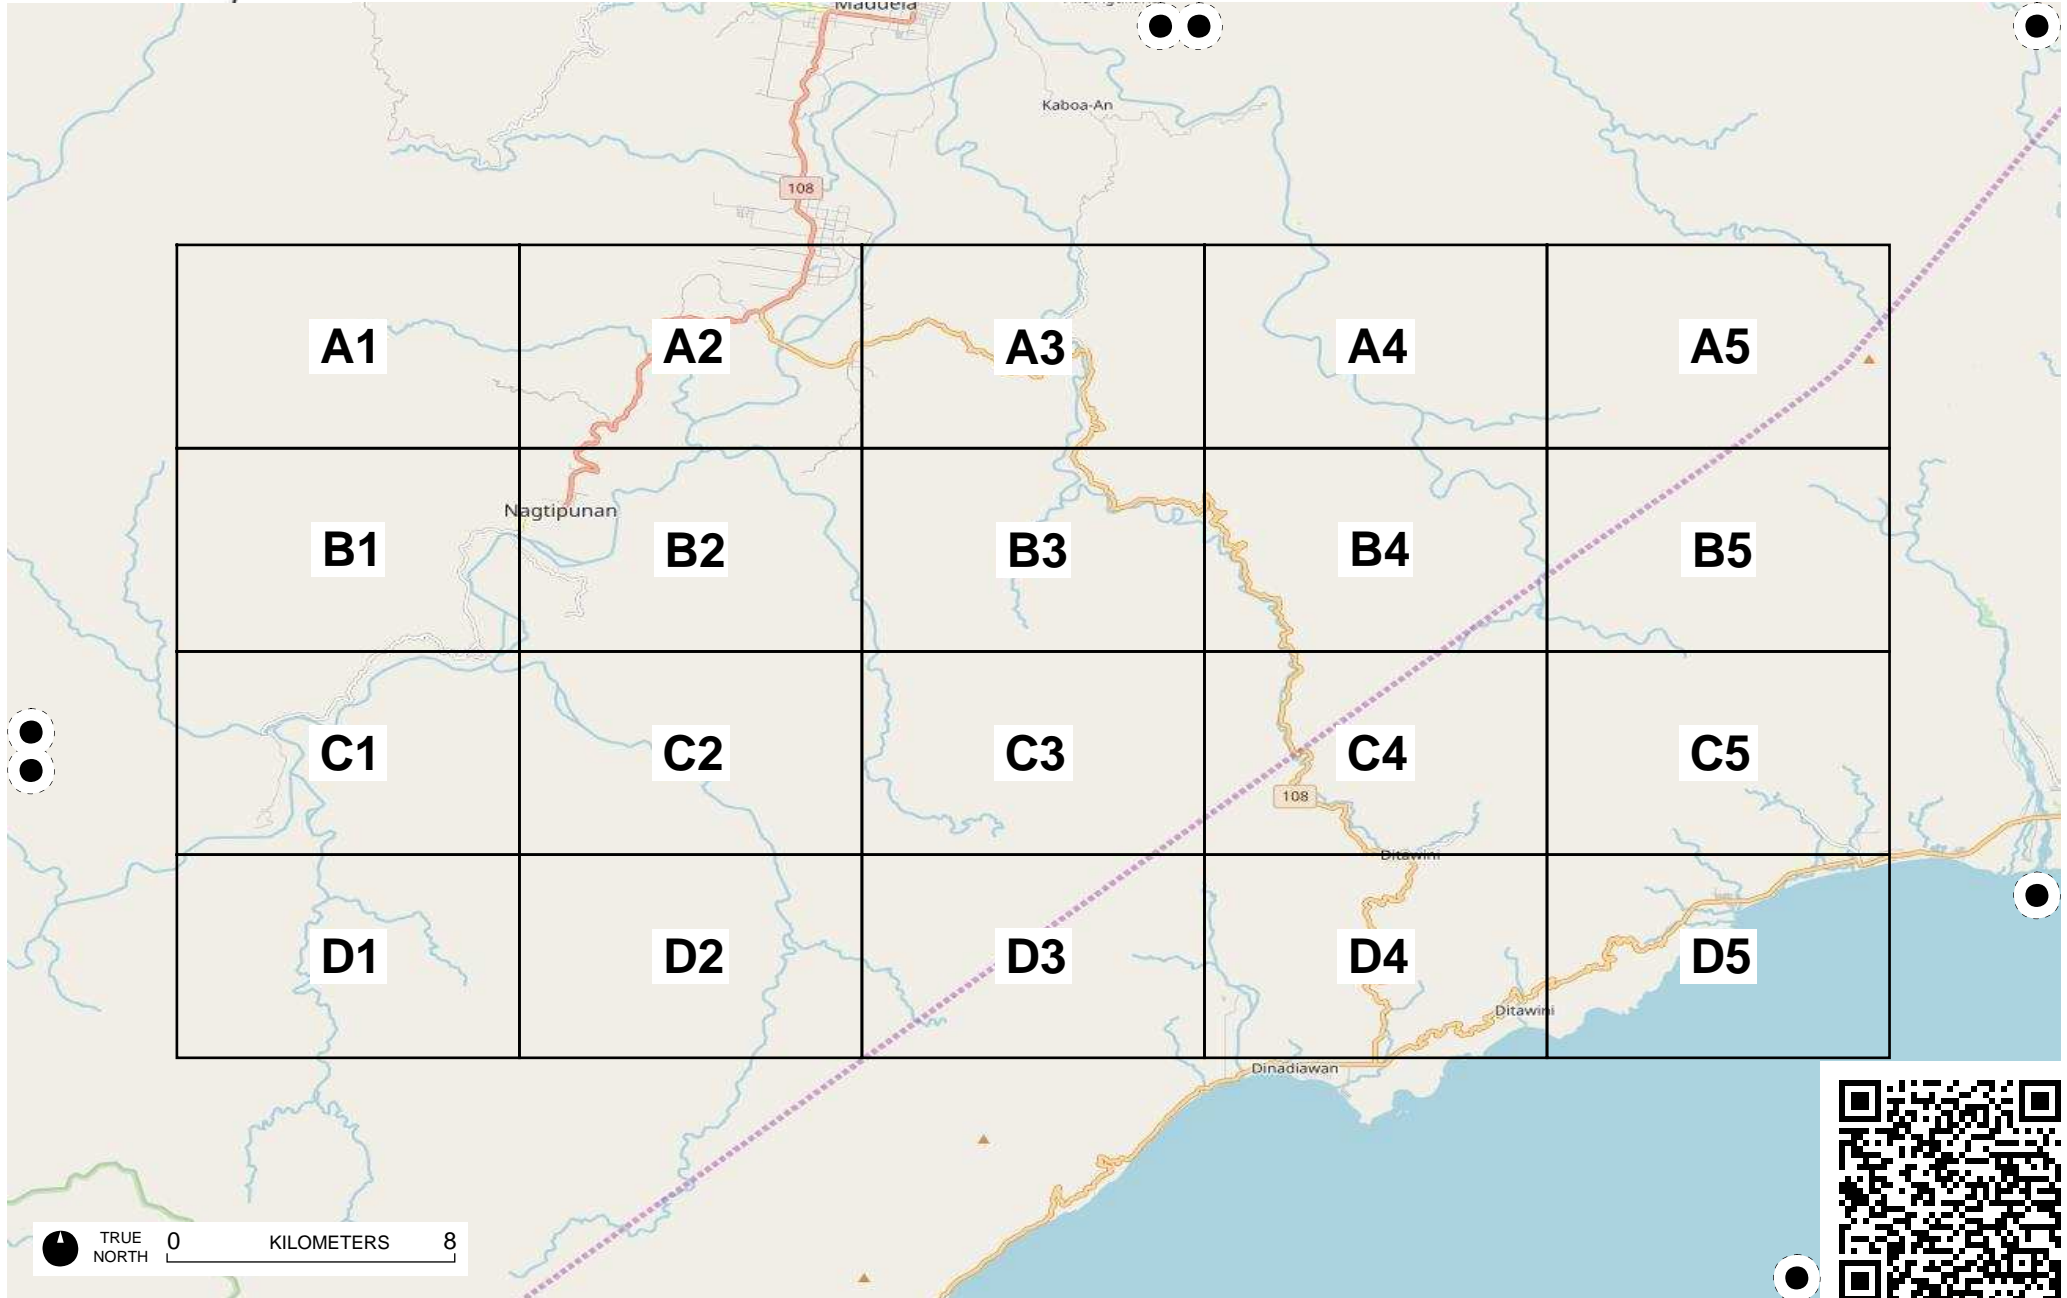 Maddela
Kaboa-An
108
A1 A2 A3 A4 A5
Nagtipunan
B1 B2 B3 B4 B5
C1 C2 C3 C4 C5
108
Ditawini
D1 D2 D3 D4 D5
Ditawini
Dinadiawan
TRUE
NORTH
0 KILOMETERS 8